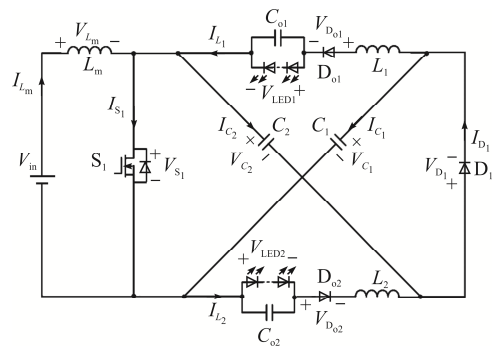 C_o1
V_Lm
+ -
L_m
I_L1
V_Do1
- +
D_o1
L_1
I_Lm
- V_LED1 +
I_S1
I_C2
C_2
C_1
I_C1
I_D1
V_in
S_1
+
V_S1
-
+
V_C2
-
+
V_C1
-
-
V_D1
+
D_1
V_LED2
+ -
D_o2
L_2
I_L2
+ -
V_Do2
C_o2